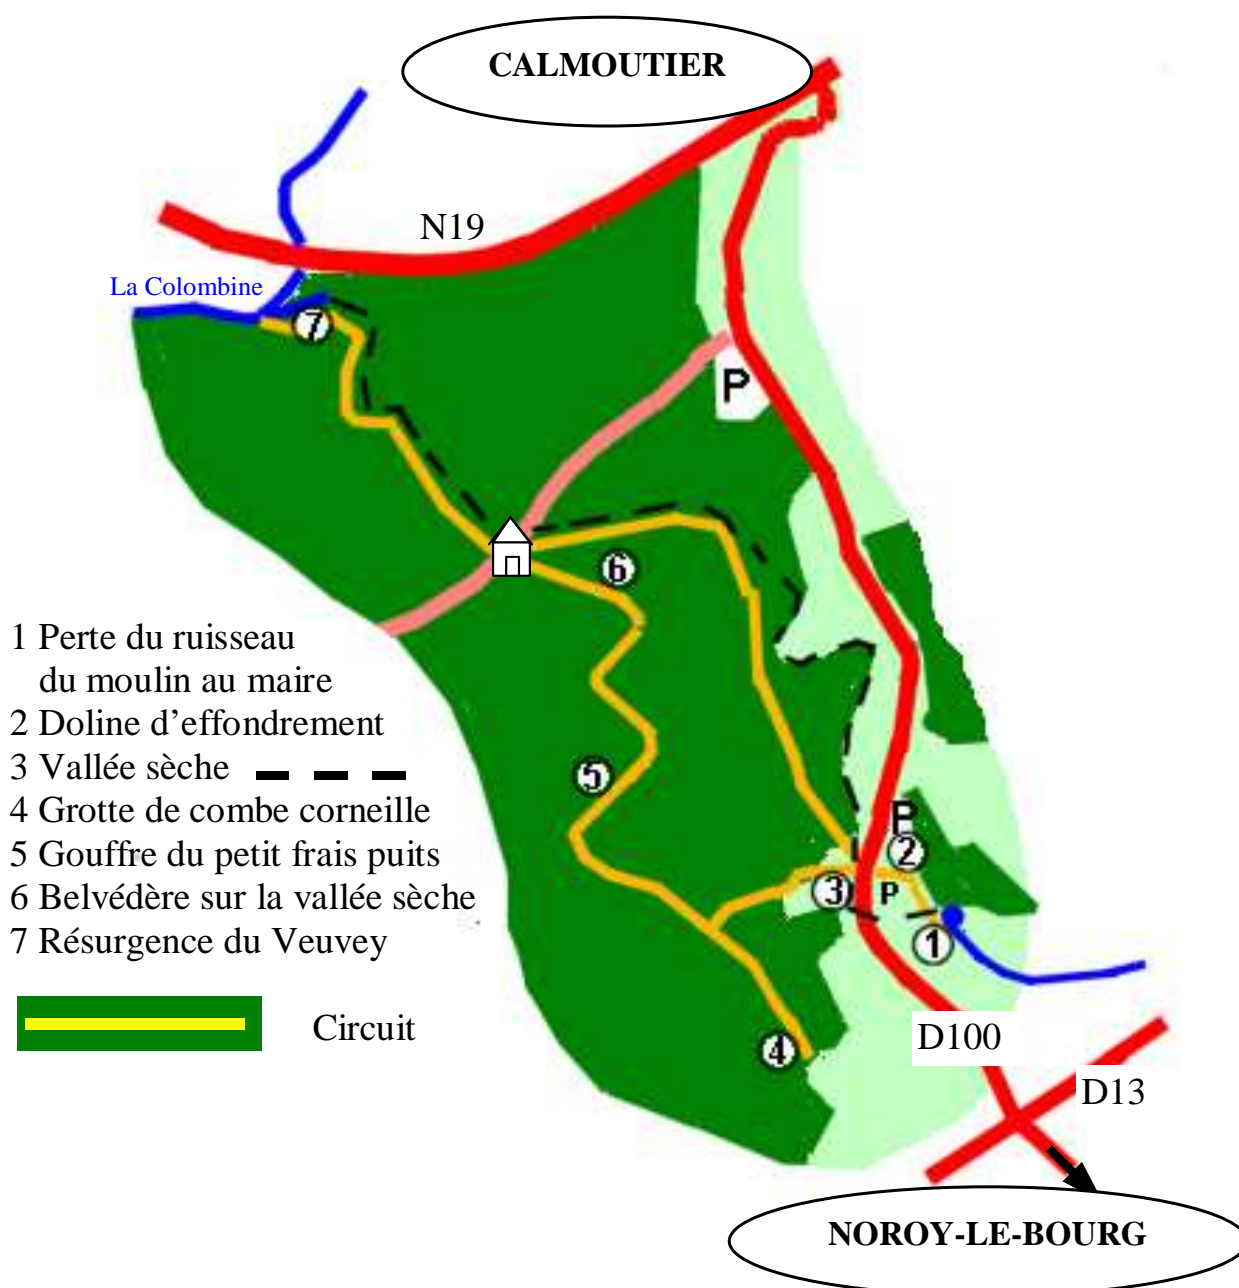 CALMOUTIER
N19
La Colombine
7
P
6
1 Perte du ruisseau
du moulin au maire
2 Doline d’effondrement
3 Vallée sèche
4 Grotte de combe corneille
5 Gouffre du petit frais puits
6 Belvédère sur la vallée sèche
7 Résurgence du Veuvey
5
P
2
3
P
1
4
Circuit
D100
D13
NOROY-LE-BOURG